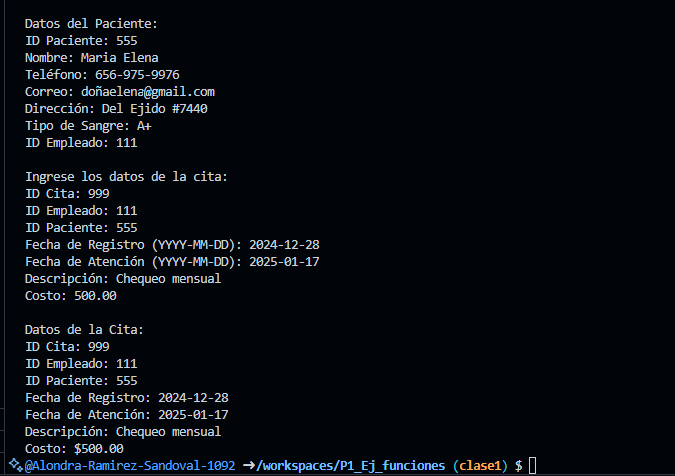 Datos del Paciente:
ID Paciente: 555
Nombre: Maria Elena
Teléfono: 656-975-9976
Correo: doñaelena@gmail.com
Dirección: Del Ejido #7440
Tipo de Sangre: A+
ID Empleado: 111
Ingrese los datos de la cita:
ID Cita: 999
ID Empleado: 111
ID Paciente: 555
Fecha de Registro (YYYY-MM-DD): 2024-12-28
Fecha de Atención (YYYY-MM-DD): 2025-01-17
Descripción: Chequeo mensual
Costo: 500.00
Datos de la Cita:
ID Cita: 999
ID Empleado: 111
ID Paciente: 555
Fecha de Registro: 2024-12-28
Fecha de Atención: 2025-01-17
Descripción: Chequeo mensual
Costo: $500.00
@Alondra-Ramirez-Sandoval-1092 ➜/workspaces/P1_Ej_funciones (clase1) $